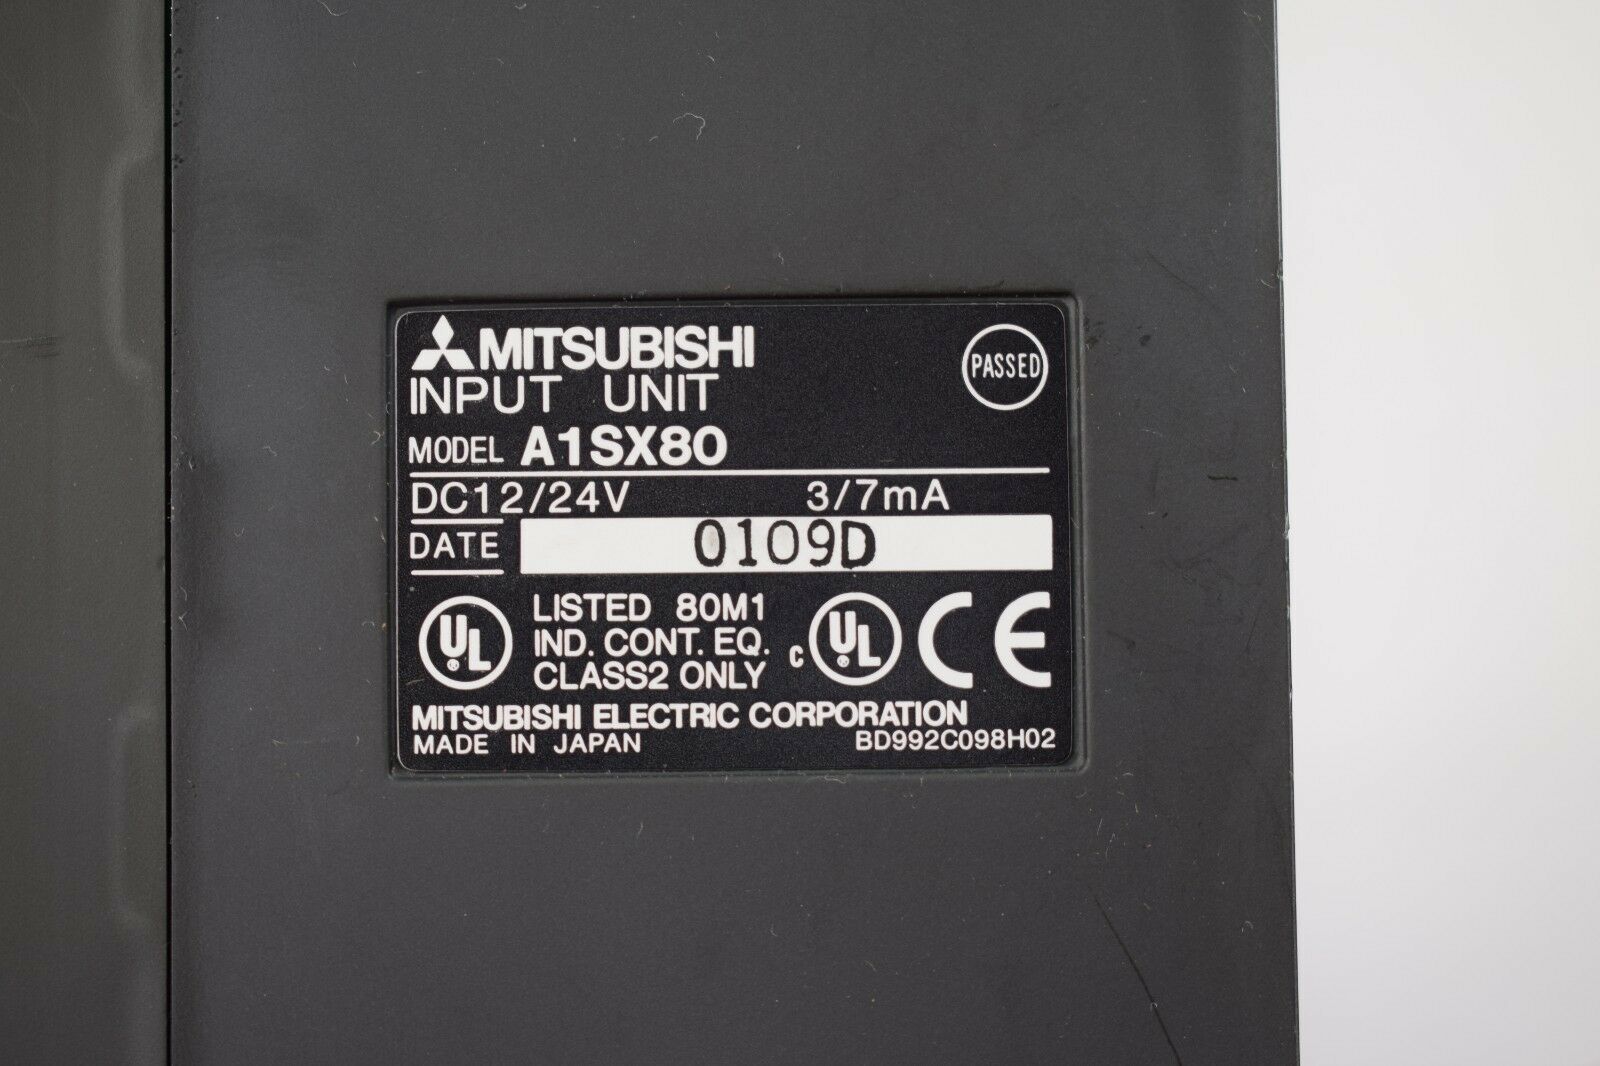 MITSUBISHI
PASSED
INPUT UNIT
MODEL A1SX80
DC12/24V 3/7mA
DATE 0109D
UL LISTED 80M1
IND. CONT. EQ.
CLASS2 ONLY
c UL CE
MITSUBISHI ELECTRIC CORPORATION
MADE IN JAPAN BD992C098H02